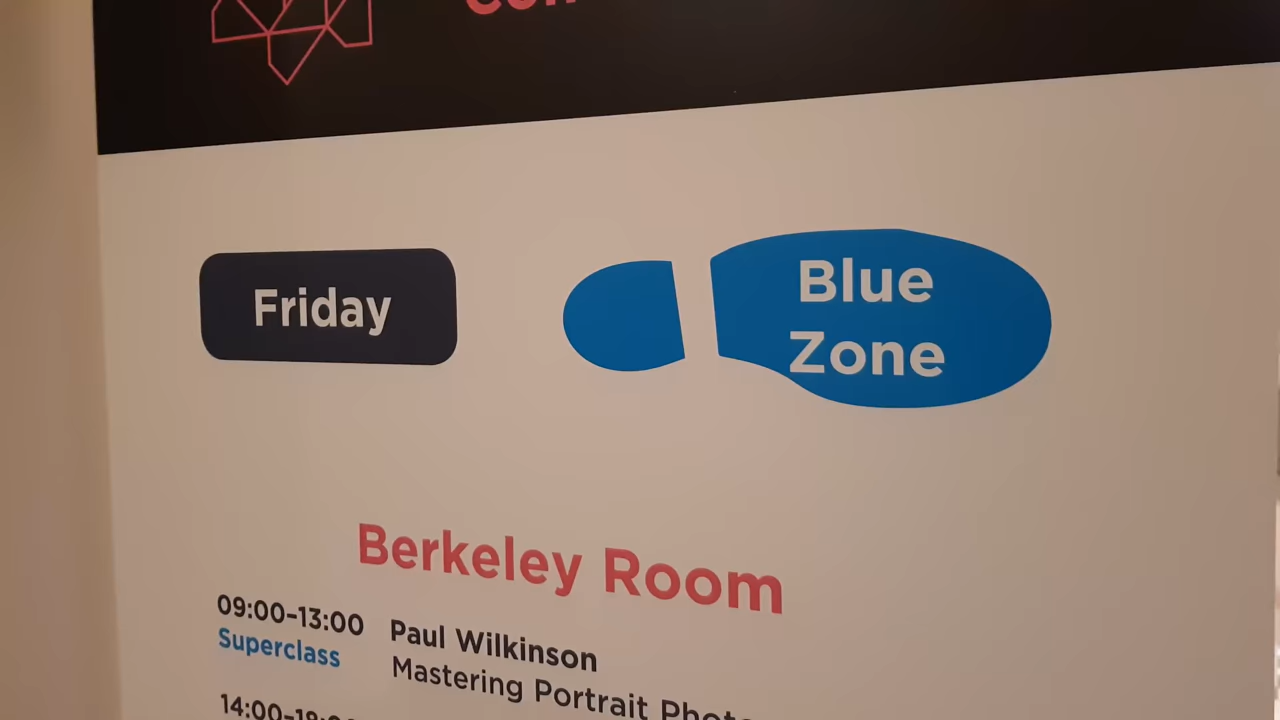 Friday
Blue
Zone
Berkeley Room
09:00-13:00
Superclass
Paul Wilkinson
Mastering Portrait